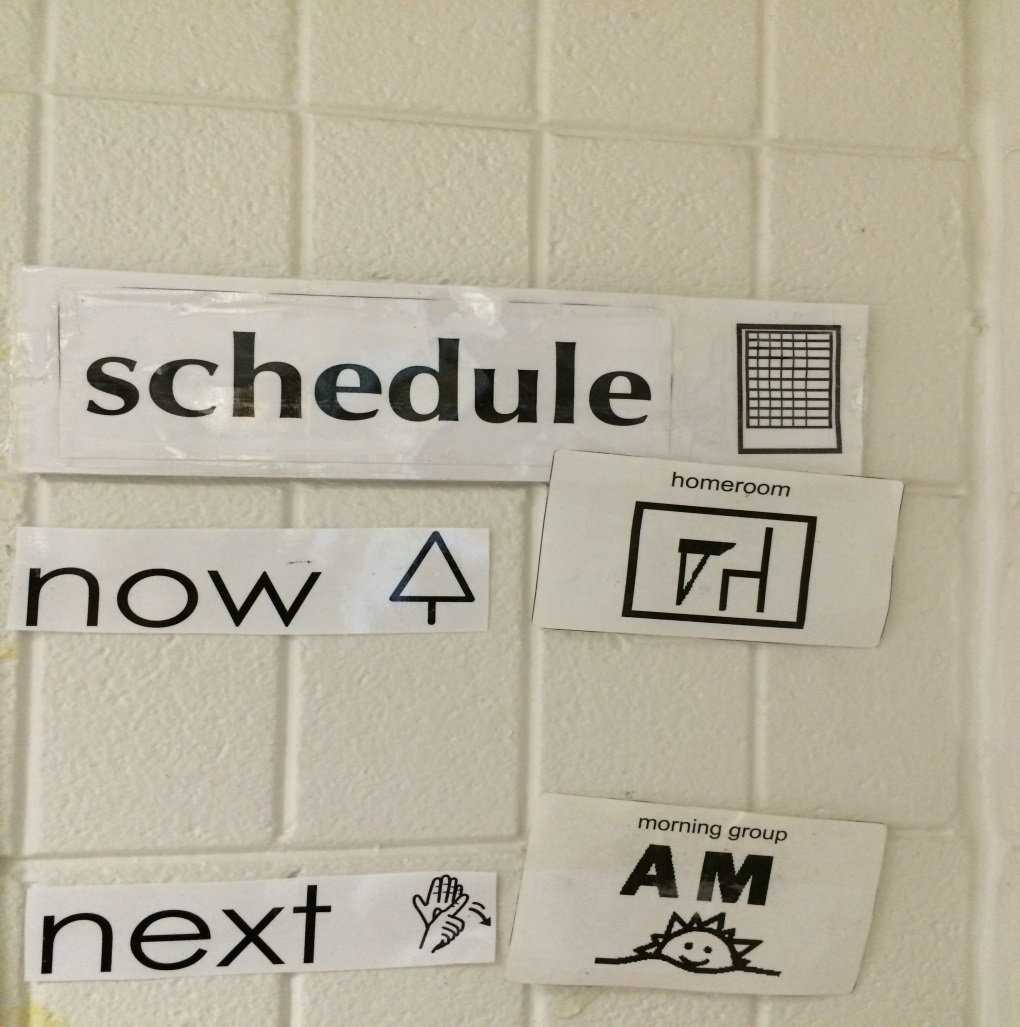 schedule
homeroom
now
morning group
AM
next